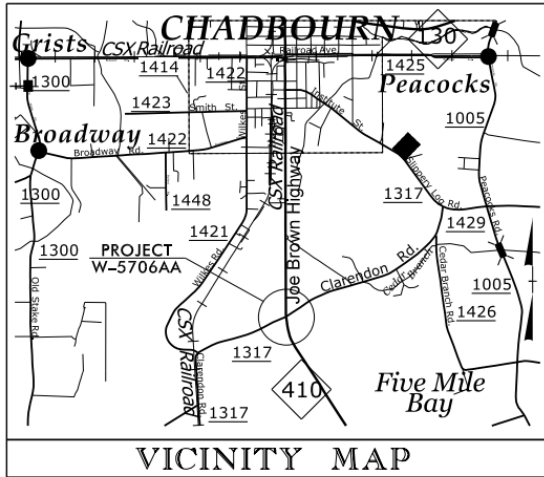 CHADBOURN
130
Grists
CSX Railroad
Railroad Ave.
1300
1414
1422
1425
Peacocks
1423
Smith St.
Wilkes St.
Institute St.
1005
Broadway
Broadway Rd.
1422
CSX Railroad
Joe Brown Highway
Slippery Log Rd
1317
Peacocks Rd.
1300
1448
1429
1421
1300
PROJECT
W-5706AA
Wilkes Rd.
Clarendon Rd.
Cedar Branch
Cedar Branch Rd.
1005
1426
Old Stake Rd.
CSX Railroad
Clarendon Rd.
1317
410
Five Mile
Bay
1317
VICINITY MAP